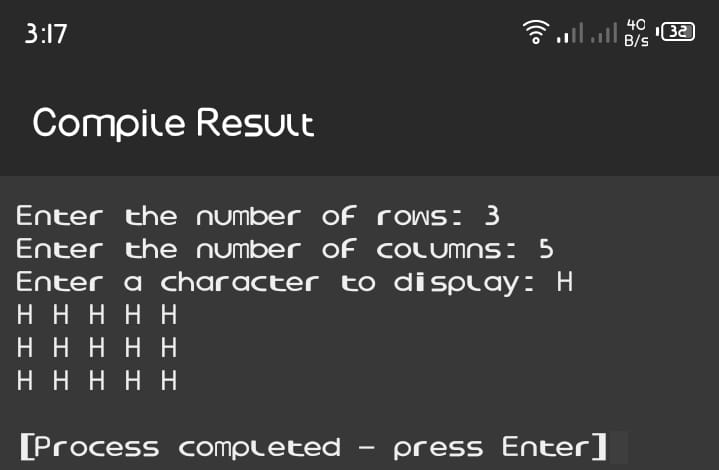 3:17
40
B/s
32
Compile Result
Enter the number of rows: 3
Enter the number of columns: 5
Enter a character to display: H
H H H H H
H H H H H
H H H H H
[Process completed - press Enter]